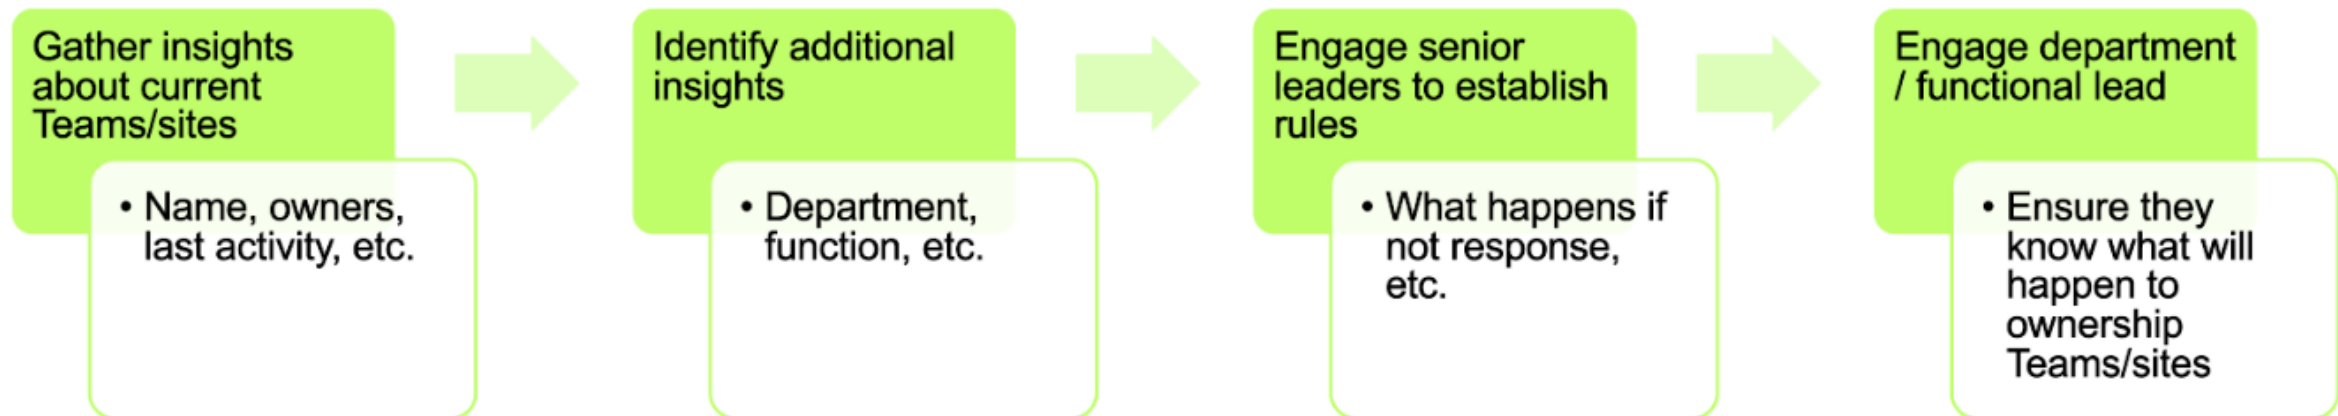 Gather insights
about current
Teams/sites
• Name, owners,
last activity, etc.
Identify additional
insights
• Department,
function, etc.
Engage senior
leaders to establish
rules
• What happens if
not response,
etc.
Engage department
/ functional lead
• Ensure they
know what will
happen to
ownership
Teams/sites